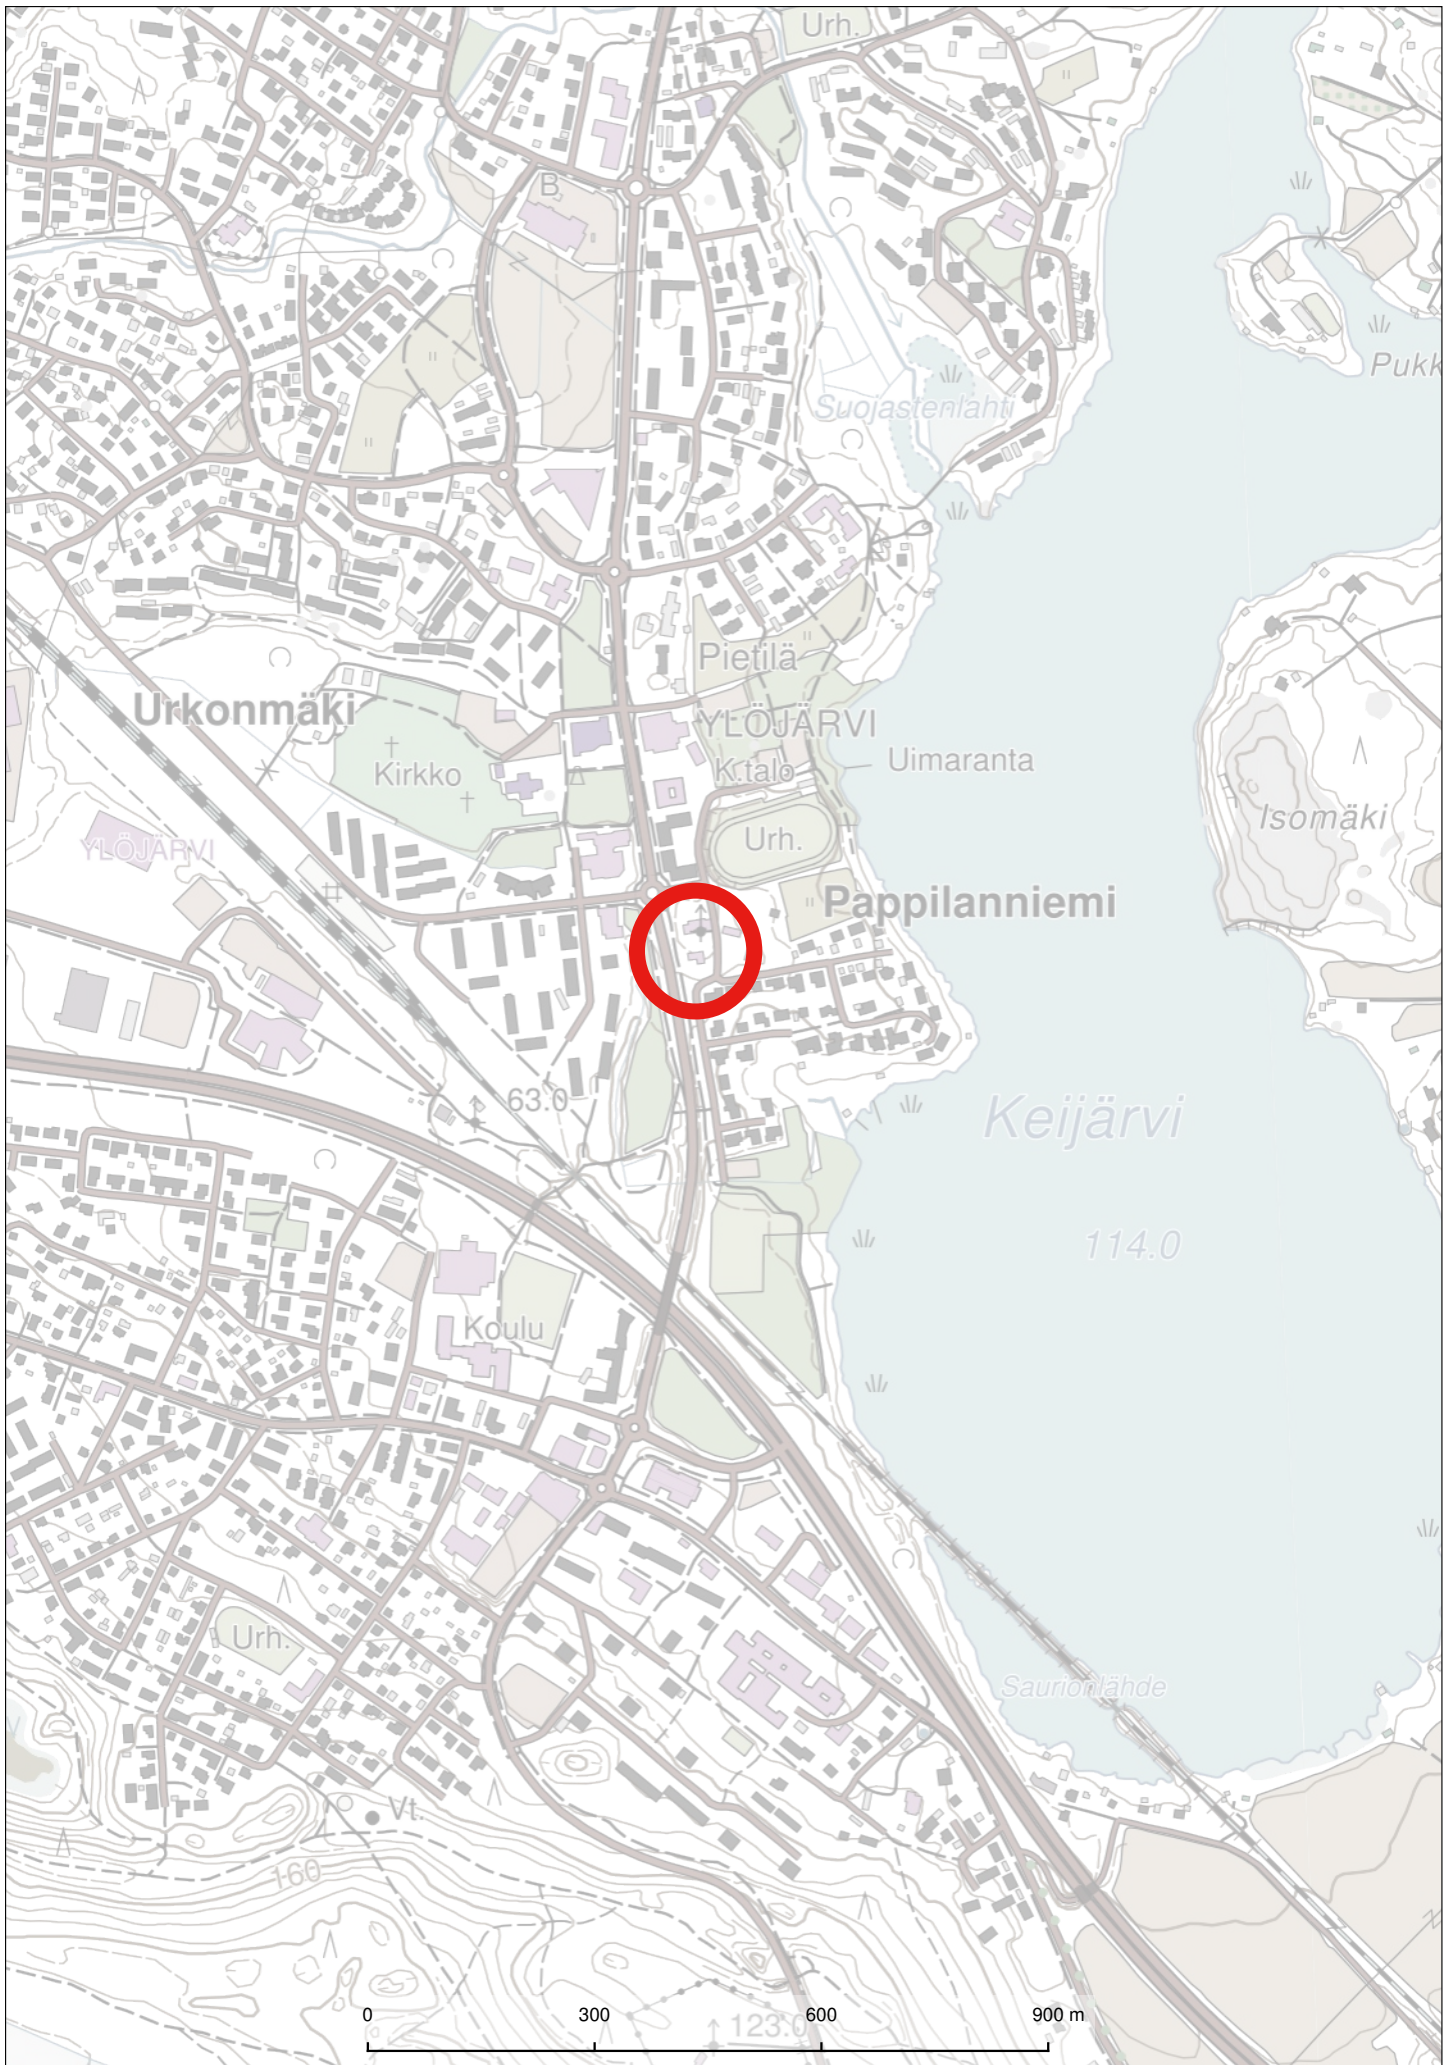 Urh.
B
Pukk
Suojastenlahti
Pietilä
Urkonmäki
YLÖJÄRVI
Kirkko
K.talo
Uimaranta
Isomäki
Urh.
YLÖJÄRVI
Pappilanniemi
63.0
Keijärvi
114.0
Koulu
Urh.
Saurionlähde
Vt.
160
0
300
600
900 m
123.0